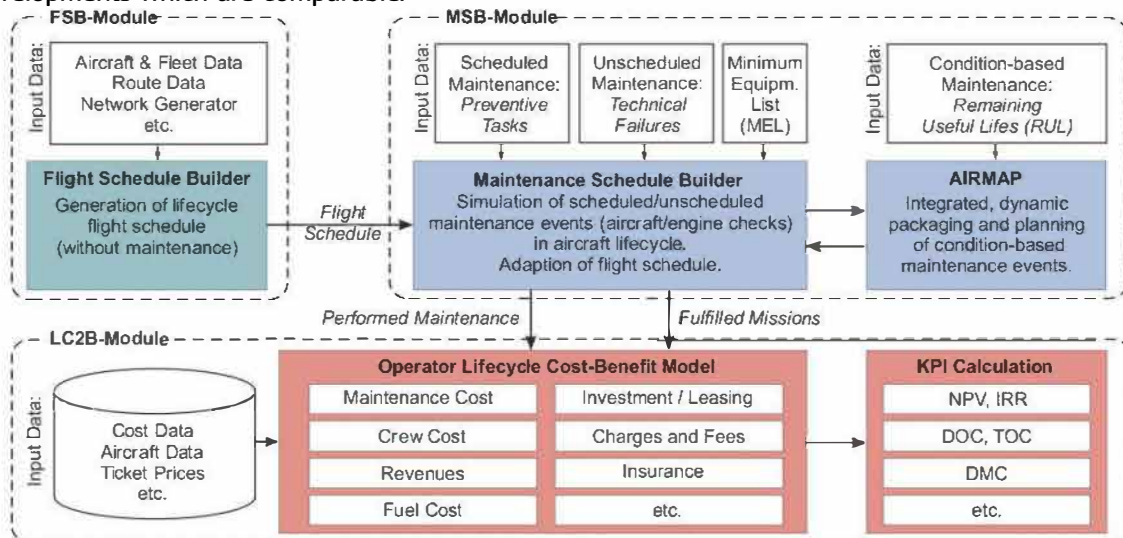 velopments which are comparable.
FSB-Module
Input Data:
Aircraft & Fleet Data
Route Data
Network Generator
etc.
Flight Schedule Builder
Generation of lifecycle
flight schedule
(without maintenance)
Flight
Schedule
MSB-Module
Input Data:
Scheduled
Maintenance:
Preventive
Tasks
Unscheduled
Maintenance:
Technical
Failures
Minimum
Equipm.
List
(MEL)
Input Data:
Condition-based
Maintenance:
Remaining
Useful Lifes (RUL)
Maintenance Schedule Builder
Simulation of scheduled/unscheduled
maintenance events (aircraft/engine checks)
in aircraft lifecycle.
Adaption of flight schedule.
AIRMAP
Integrated, dynamic
packaging and planning
of condition-based
maintenance events.
Performed Maintenance
Fulfilled Missions
LC2B-Module
Input Data:
Cost Data
Aircraft Data
Ticket Prices
etc.
Operator Lifecycle Cost-Benefit Model
Maintenance Cost
Investment / Leasing
Crew Cost
Charges and Fees
Revenues
Insurance
Fuel Cost
etc.
KPI Calculation
NPV, IRR
DOC, TOC
DMC
etc.